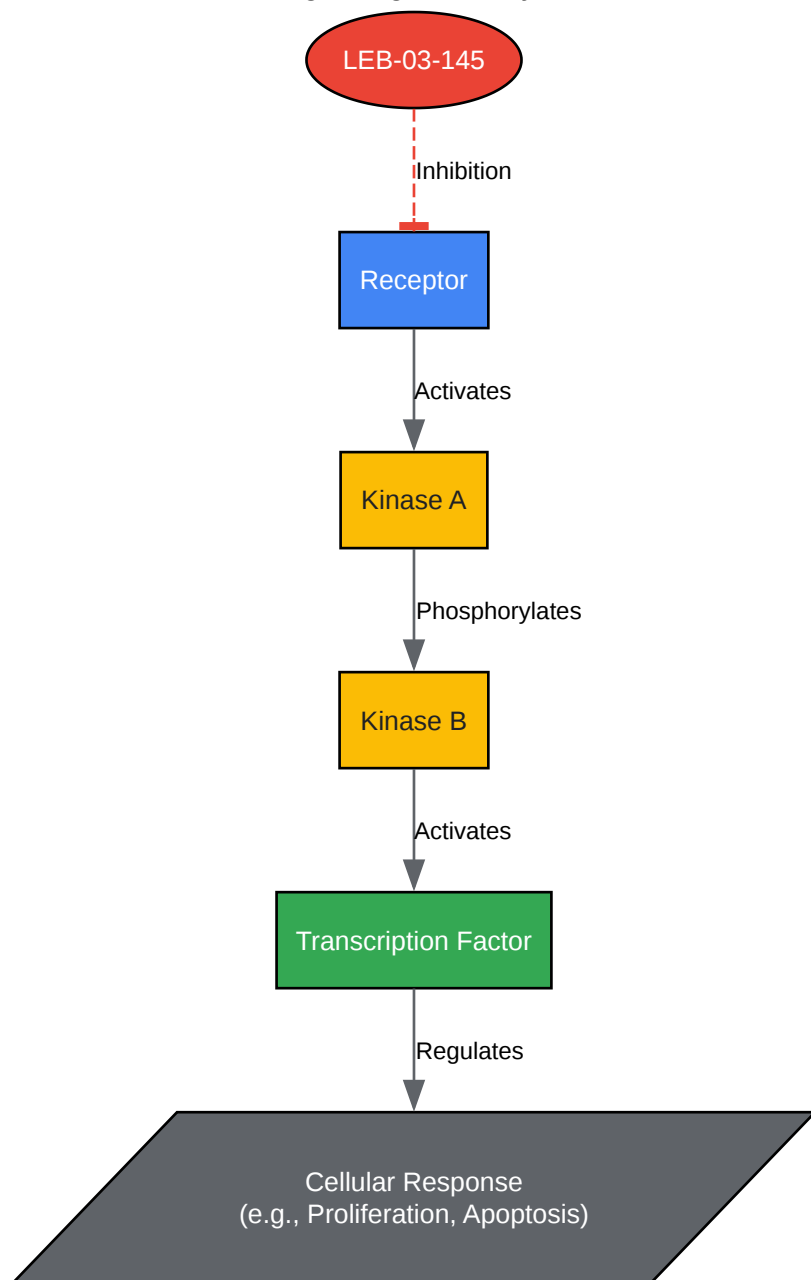 LEB-03-145
Inhibition
Receptor
Activates
Kinase A
Phosphorylates
Kinase B
Activates
Transcription Factor
Regulates
Cellular Response
(e.g., Proliferation, Apoptosis)